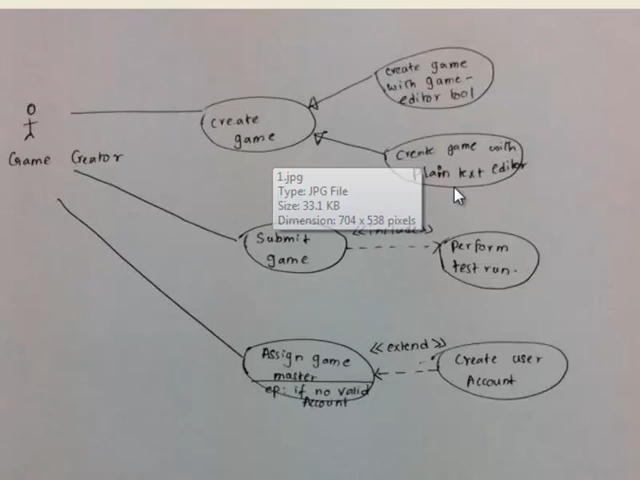 create game
with game-
editor tool
create
game
Game Creator
Create game with
Plain text editor
1.jpg
Type: JPG File
Size: 33.1 KB
Dimension: 704 x 538 pixels
<<include>>
Submit
game
Perform
test run.
<<extend>>
Assign game
master
ep: if no valid
Account
Create user
Account